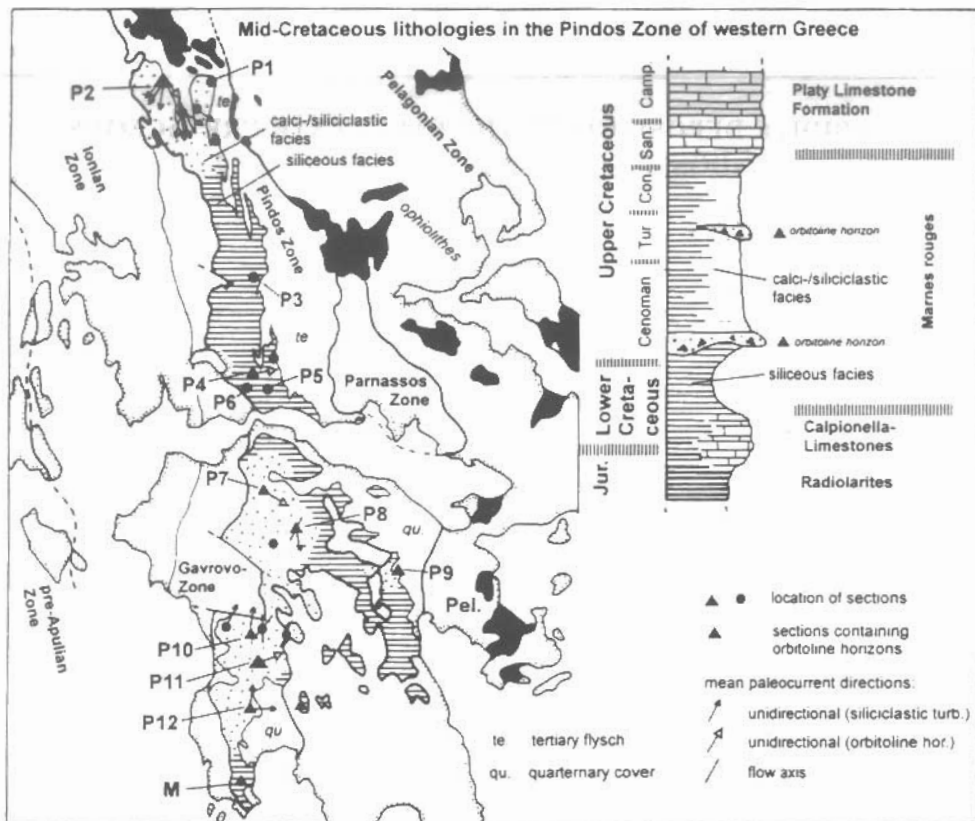 Mid-Cretaceous lithologies in the Pindos Zone of western Greece
P1
P2
te
calci-/siliciclastic
facies
siliceous facies
Ionian
Zone
Pindos Zone
Pelagonian Zone
ophiolithes
P3
te
P4
P5
P6
Parnassos
Zone
P7
P8
qu.
P9
Gavrovo-
Zone
pre-Apulian
Zone
Pel.
P10
P11
P12
qu
M
te. tertiary flysch
qu. quarternary cover
Upper Cretaceous
Lower
Creta-
ceous
Jur.
Camp.
San
Con.
Tur
Cenoman
Platy Limestone
Formation
orbitoline horizon
calci-/siliciclastic
facies
orbitoline horizon
siliceous facies
Marnes rouges
Calpionella-
Limestones
Radiolarites
location of sections
sections containing
orbitoline horizons
mean paleocurrent directions:
unidirectional (siliciclastic turb.)
unidirectional (orbitoline hor.)
flow axis